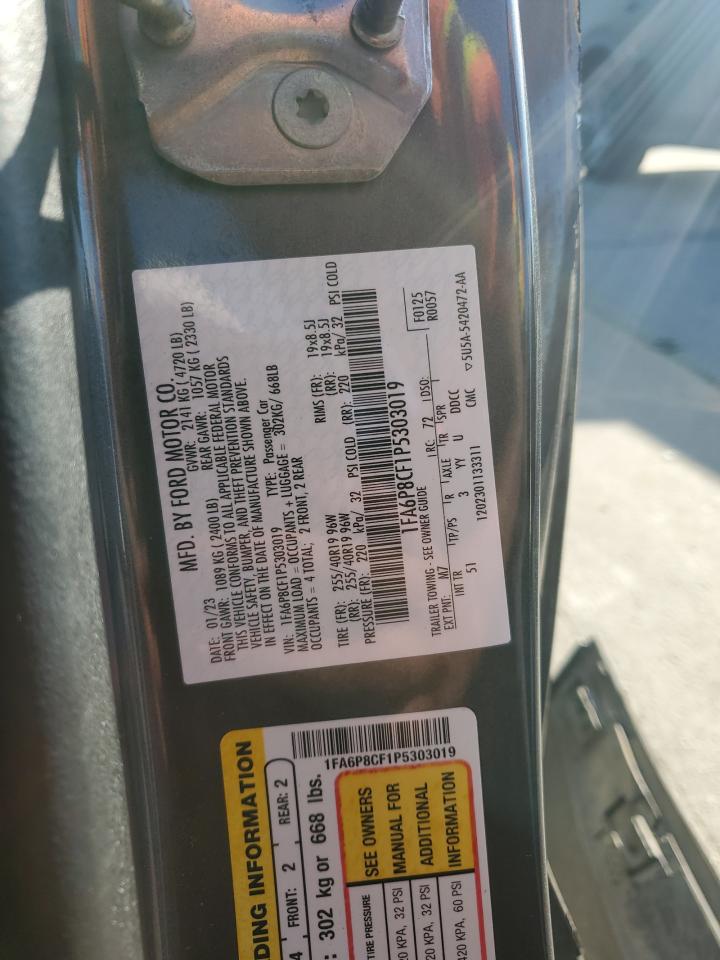 MFD. BY FORD MOTOR CO.
DATE: 01/23 GVWR: 2141 KG ( 4720 LB)
FRONT GAWR: 1089 KG ( 2400 LB) REAR GAWR: 1057 KG ( 2330 LB)
THIS VEHICLE CONFORMS TO ALL APPLICABLE FEDERAL MOTOR
VEHICLE SAFETY, BUMPER, AND THEFT PREVENTION STANDARDS
IN EFFECT ON THE DATE OF MANUFACTURE SHOWN ABOVE.
VIN: 1FA6P8CF1P5303019 TYPE: Passenger Car
MAXIMUM LOAD = OCCUPANTS + LUGGAGE = 302KG/ 668LB
OCCUPANTS = 4 TOTAL; 2 FRONT, 2 REAR
TIRE (FR): 255/40R19 96W RIMS (FR): 19x8.5J
(RR): 255/40R19 96W (RR): 19x8.5J
PRESSURE (FR): 220 kPa/ 32 PSI COLD (RR): 220 kPa/ 32 PSI COLD
1FA6P8CF1P5303019
TRAILER TOWING - SEE OWNER GUIDE
F0125
R0057
EXT PNT: M7 RC: 72 DSO:
INT TR TP/PS R AXLE TR SPR
51 3 YY U DDCC
CMC
1202301133311
▽5U5A-5420472-AA
DING INFORMATION
4 FRONT: 2 REAR: 2
: 302 kg or 668 lbs.
1FA6P8CF1P5303019
TIRE PRESSURE
20 KPA, 32 PSI
20 KPA, 32 PSI
420 KPA, 60 PSI
SEE OWNERS
MANUAL FOR
ADDITIONAL
INFORMATION